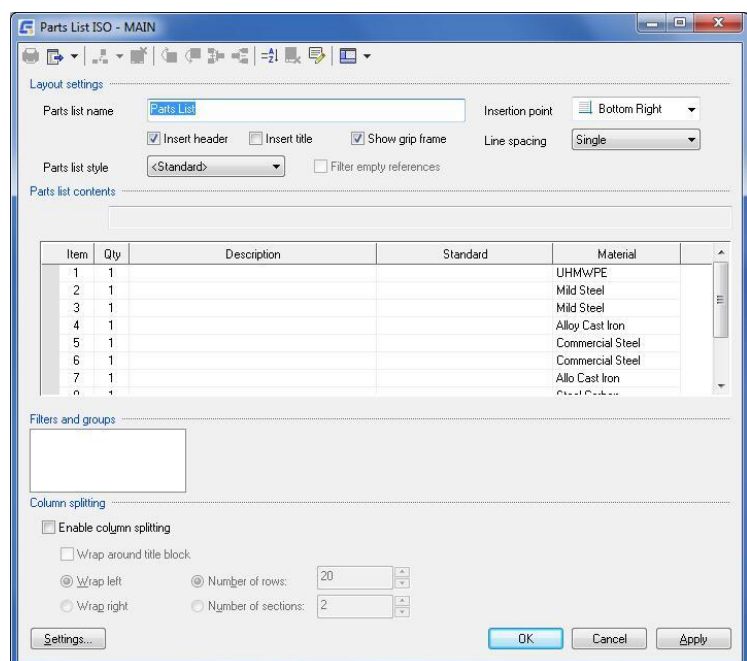 Parts List ISO - MAIN
Layout settings
Parts list name Parts List Insertion point Bottom Right
Insert header Insert title Show grip frame Line spacing Single
Parts list style <Standard> Filter empty references
Parts list contents
Item Qty Description Standard Material
1 1 UHMWPE
2 1 Mild Steel
3 1 Mild Steel
4 1 Alloy Cast Iron
5 1 Commercial Steel
6 1 Commercial Steel
7 1 Allo Cast Iron
Filters and groups
Column splitting
Enable column splitting
Wrap around title block
Wrap left Number of rows: 20
Wrap right Number of sections: 2
Settings... OK Cancel Apply